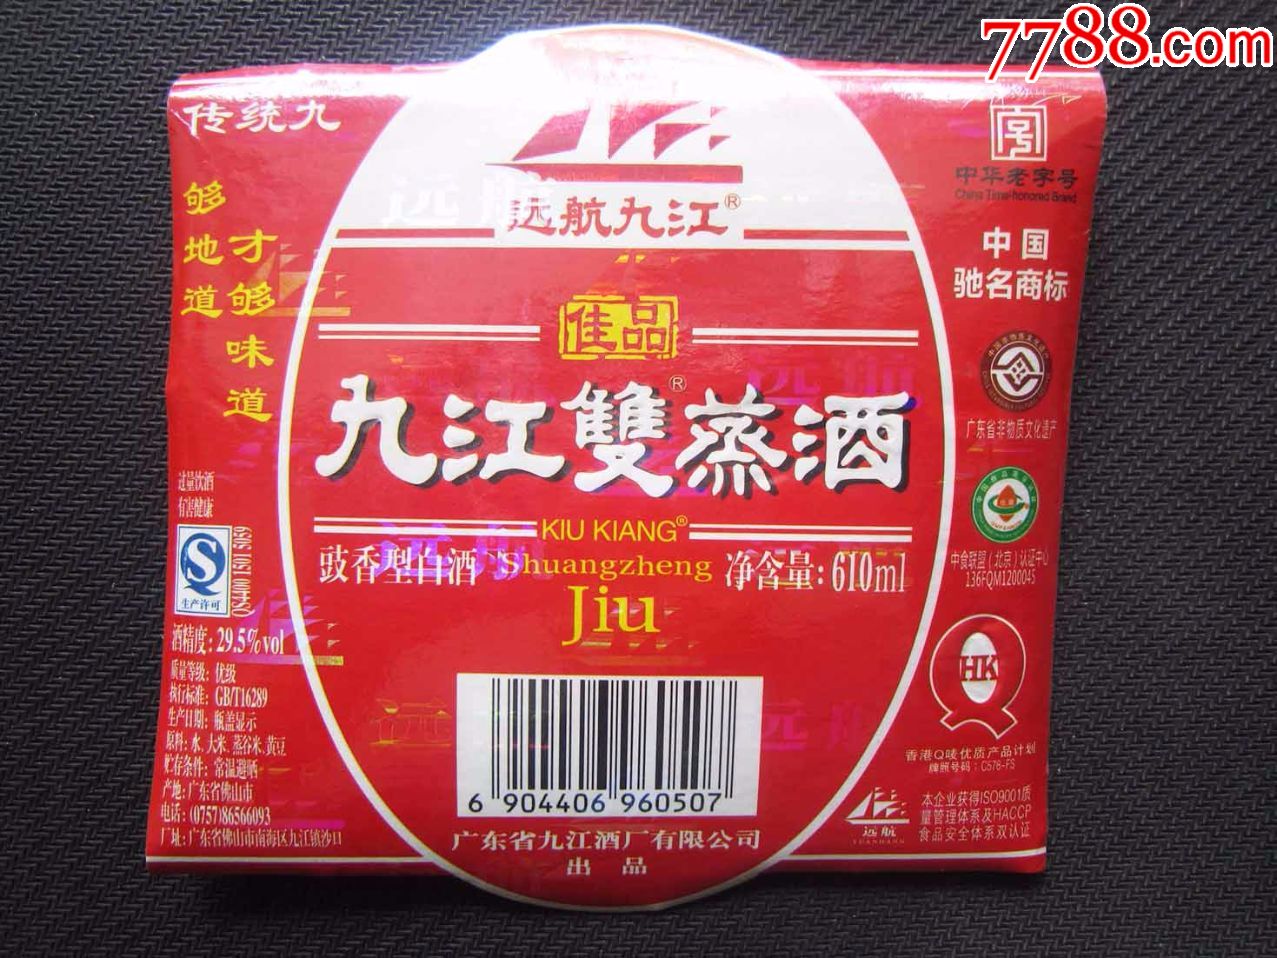 7788.com
传统九
够地道
才够味道
过量饮酒
有害健康
QS
生产许可
QS4400 1501 5059
酒精度：29.5%vol
质量等级：优级
执行标准：GB/T16289
生产日期：瓶盖显示
原料：水、大米、蒸谷米、黄豆
贮存条件：常温避晒
产地：广东省佛山市
电话：(0757)86566093
厂址：广东省佛山市南海区九江镇沙口
远航九江®
佳品
九江雙®蒸酒
KIU KIANG®
豉香型白酒 Shuangzheng 净含量：610ml
Jiu
6 904406 960507
广东省九江酒厂有限公司
出 品
中华老字号
China Time-honored Brand
中国
驰名商标
广东省非物质文化遗产
中食联盟（北京）认证中心
136FQM1200045
HK
香港Q唛优质产品计划
牌照号码：C576-FS
远航
YUANHANG
本企业获得ISO9001质
量管理体系及HACCP
食品安全体系双认证